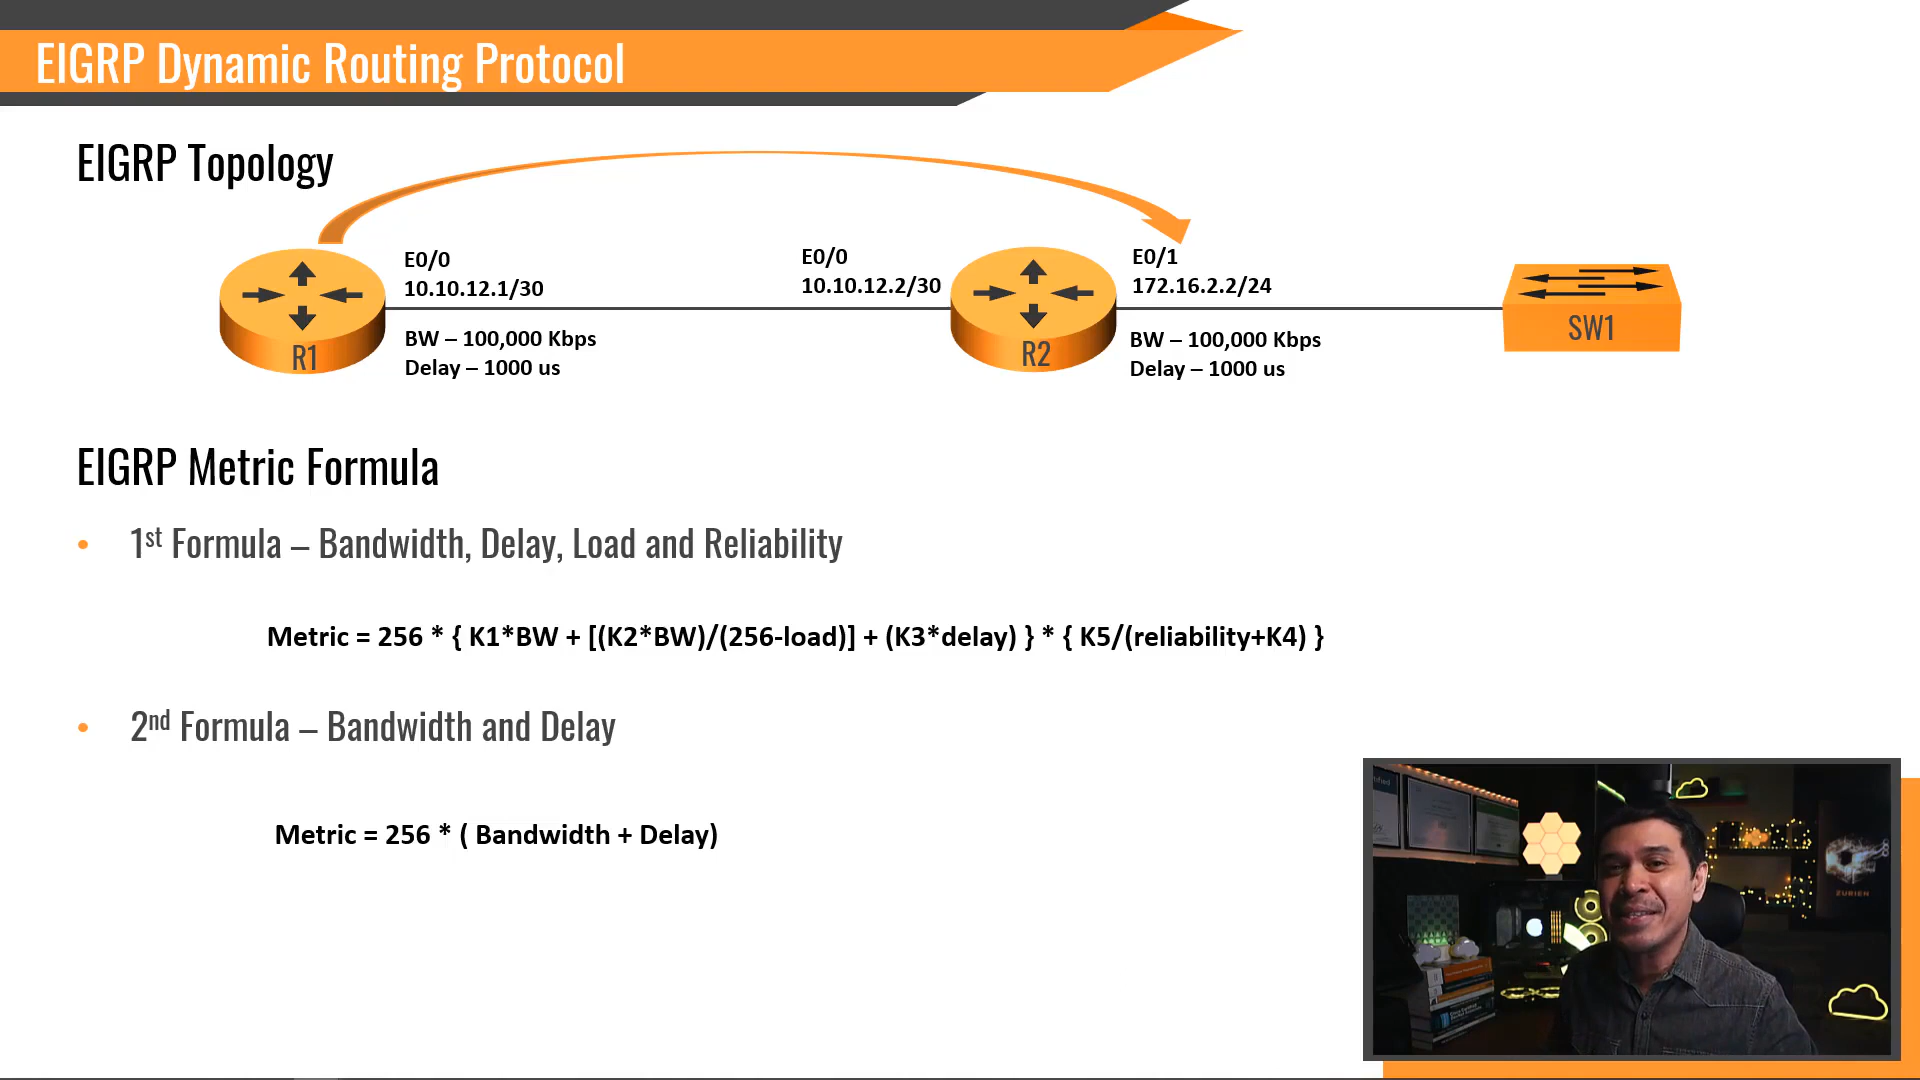 EIGRP Dynamic Routing Protocol
EIGRP Topology
E0/0
10.10.12.1/30
E0/0
10.10.12.2/30
E0/1
172.16.2.2/24
R1
R2
SW1
BW – 100,000 Kbps
Delay – 1000 us
BW – 100,000 Kbps
Delay – 1000 us
EIGRP Metric Formula
• 1st Formula – Bandwidth, Delay, Load and Reliability
Metric = 256 * { K1*BW + [(K2*BW)/(256-load)] + (K3*delay) } * { K5/(reliability+K4) }
• 2nd Formula – Bandwidth and Delay
Metric = 256 * ( Bandwidth + Delay)
ZURIEN